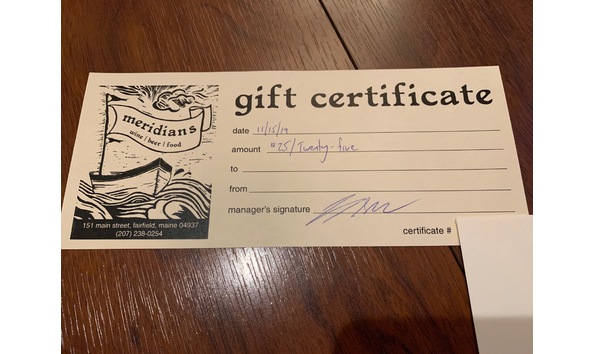 meridians
wine | beer | food
151 main street, fairfield, maine 04937
(207) 238-0254
gift certificate
date 11/15/19
amount $25/Twenty-five
to
from
manager's signature
certificate #